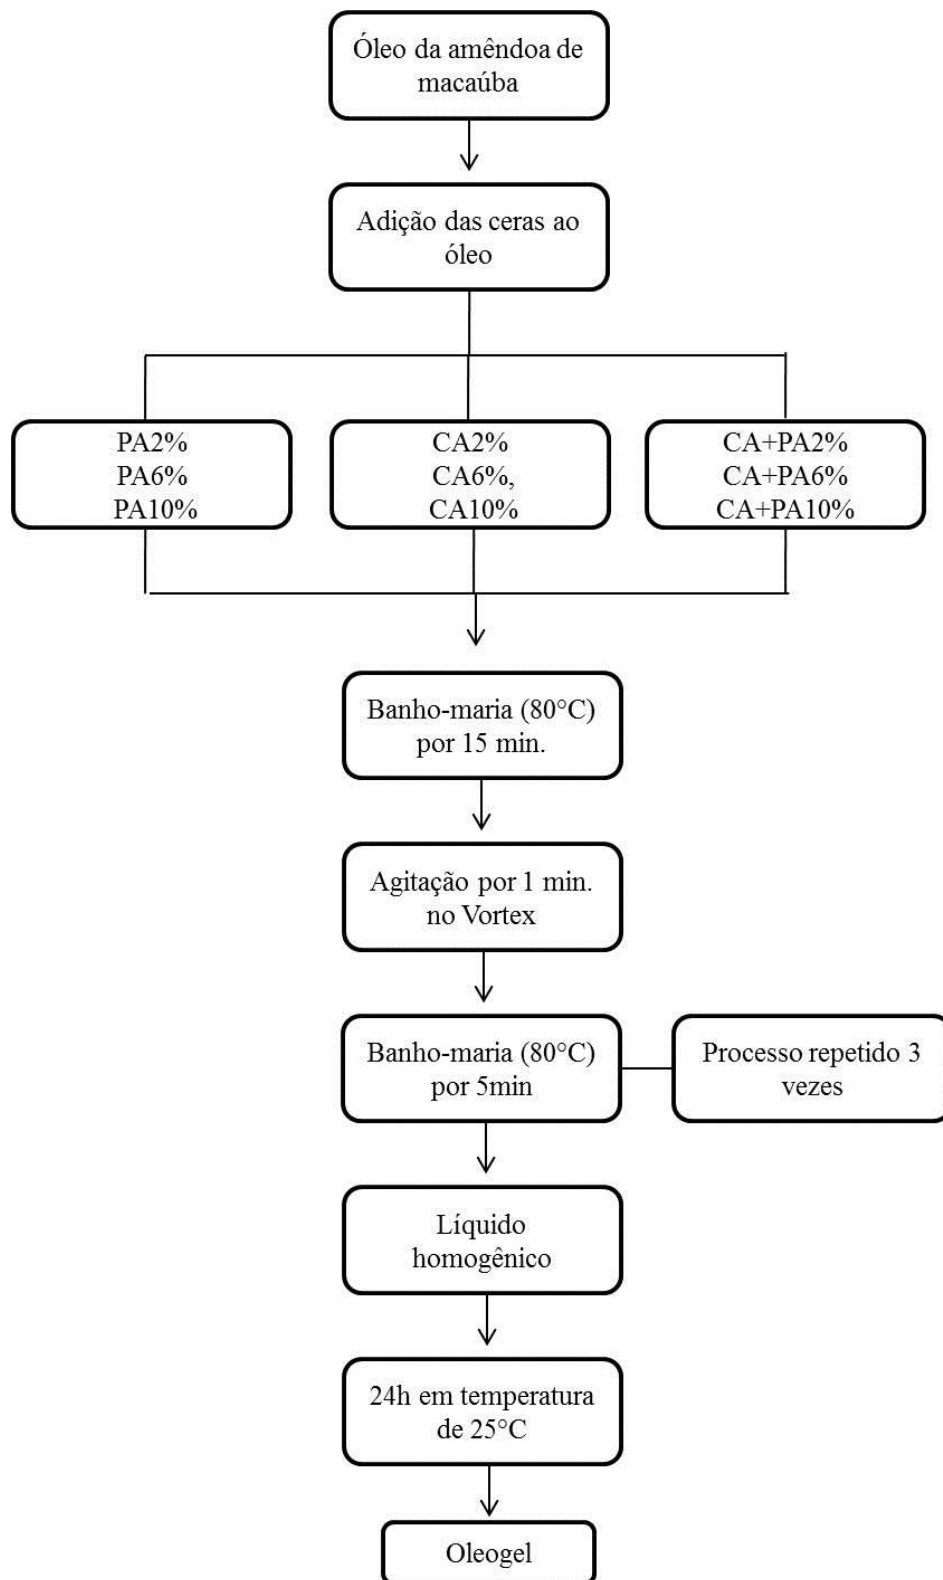 Óleo da amêndoa de
macaúba
Adição das ceras ao
óleo
PA2%
PA6%
PA10%
CA2%
CA6%,
CA10%
CA+PA2%
CA+PA6%
CA+PA10%
Banho-maria (80°C)
por 15 min.
Agitação por 1 min.
no Vortex
Banho-maria (80°C)
por 5min
Processo repetido 3
vezes
Líquido
homogênico
24h em temperatura
de 25°C
Oleogel